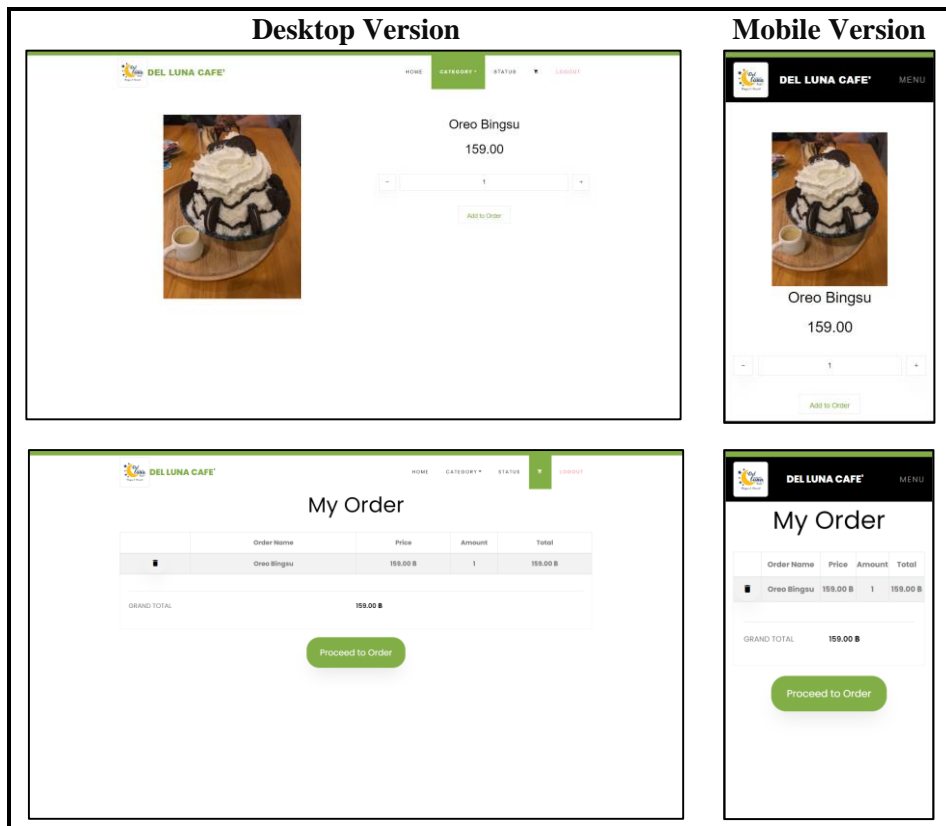 Desktop Version
Mobile Version
DEL LUNA CAFE'
HOME CATEGORY STATUS LOGOUT
Oreo Bingsu
159.00
- 1 +
Add to Order
DEL LUNA CAFE' MENU
Oreo Bingsu
159.00
- 1 +
Add to Order
DEL LUNA CAFE'
HOME CATEGORY STATUS LOGOUT
My Order
Order Name Price Amount Total
Oreo Bingsu 159.00 ฿ 1 159.00 ฿
GRAND TOTAL 159.00 ฿
Proceed to Order
DEL LUNA CAFE' MENU
My Order
Order Name Price Amount Total
Oreo Bingsu 159.00 ฿ 1 159.00 ฿
GRAND TOTAL 159.00 ฿
Proceed to Order